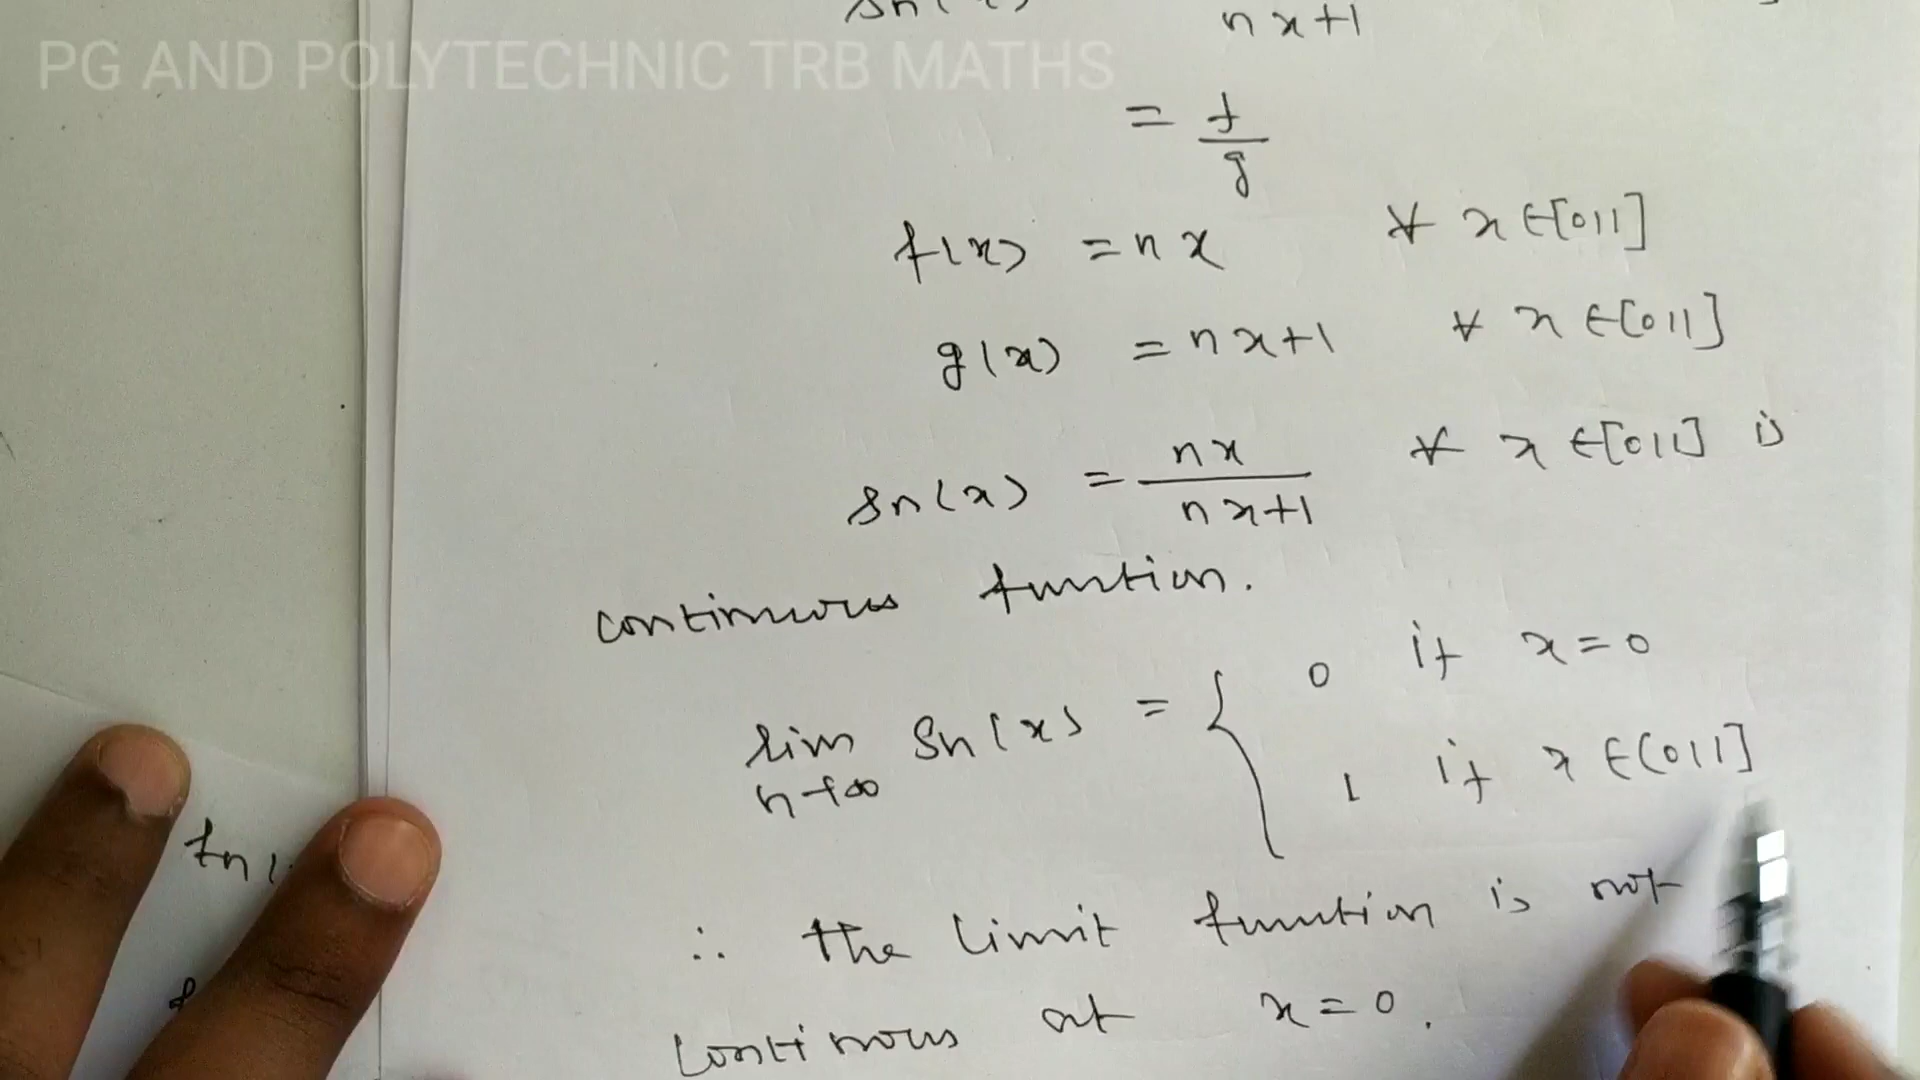 nx+1
PG AND POLYTECHNIC TRB MATHS
= f/g
f(x) = nx ∀ x ∈ [0,1]
g(x) = nx+1 ∀ x ∈ [0,1]
Sn(x) = nx/nx+1 ∀ x ∈ [0,1] is
continuous function.
lim n→∞ Sn(x) = { 0 if x=0
1 if x ∈ (0,1]
∴ the limit function is not
continous at x=0.